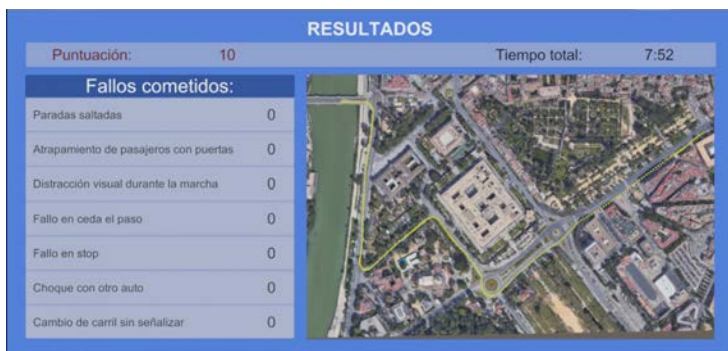 RESULTADOS
Puntuación: 10 Tiempo total: 7:52
Fallos cometidos:
Paradas saltadas 0
Atrapamiento de pasajeros con puertas 0
Distracción visual durante la marcha 0
Fallo en ceda el paso 0
Fallo en stop 0
Choque con otro auto 0
Cambio de carril sin señalizar 0